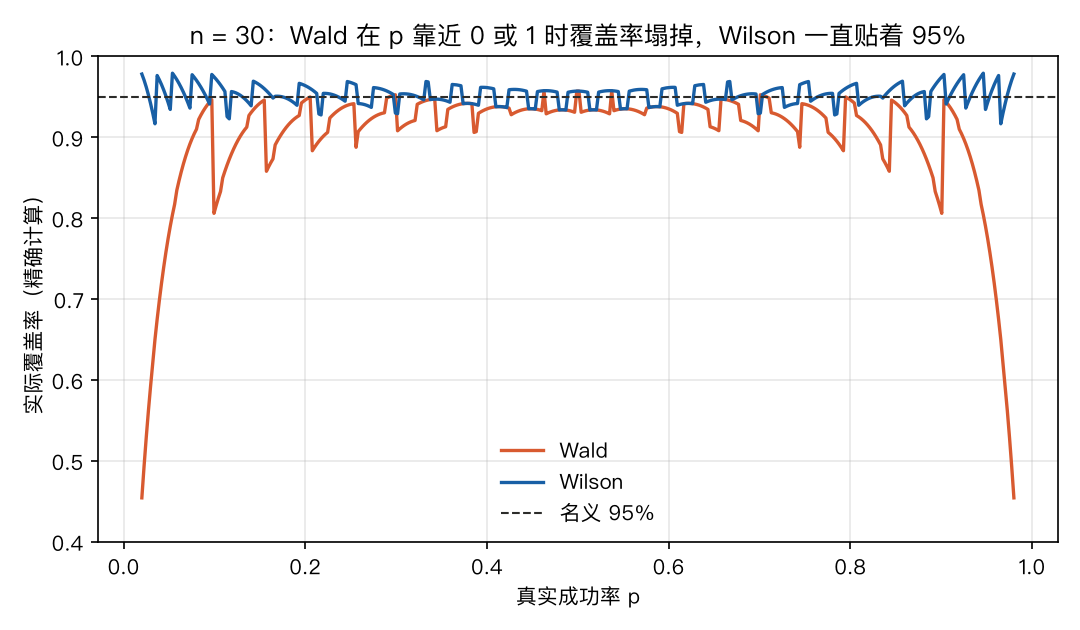 n = 30：Wald 在 p 靠近 0 或 1 时覆盖率塌掉，Wilson 一直贴着 95%
实际覆盖率（精确计算）
1.0
0.9
0.8
0.7
0.6
0.5
0.4
Wald
Wilson
名义 95%
0.0 0.2 0.4 0.6 0.8 1.0
真实成功率 p